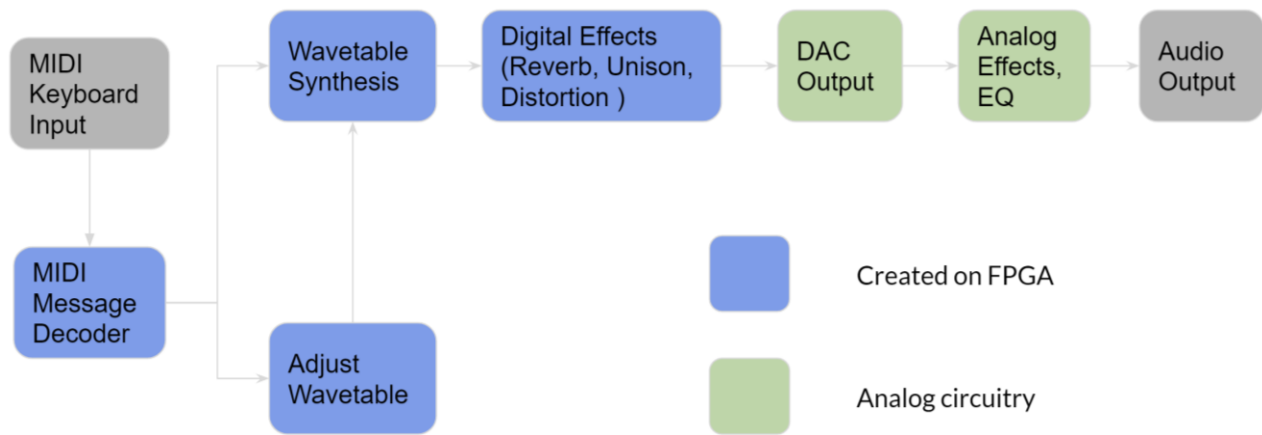 MIDI
Keyboard
Input
Wavetable
Synthesis
Digital Effects
(Reverb, Unison,
Distortion )
DAC
Output
Analog
Effects,
EQ
Audio
Output
MIDI
Message
Decoder
Adjust
Wavetable
Created on FPGA
Analog circuitry